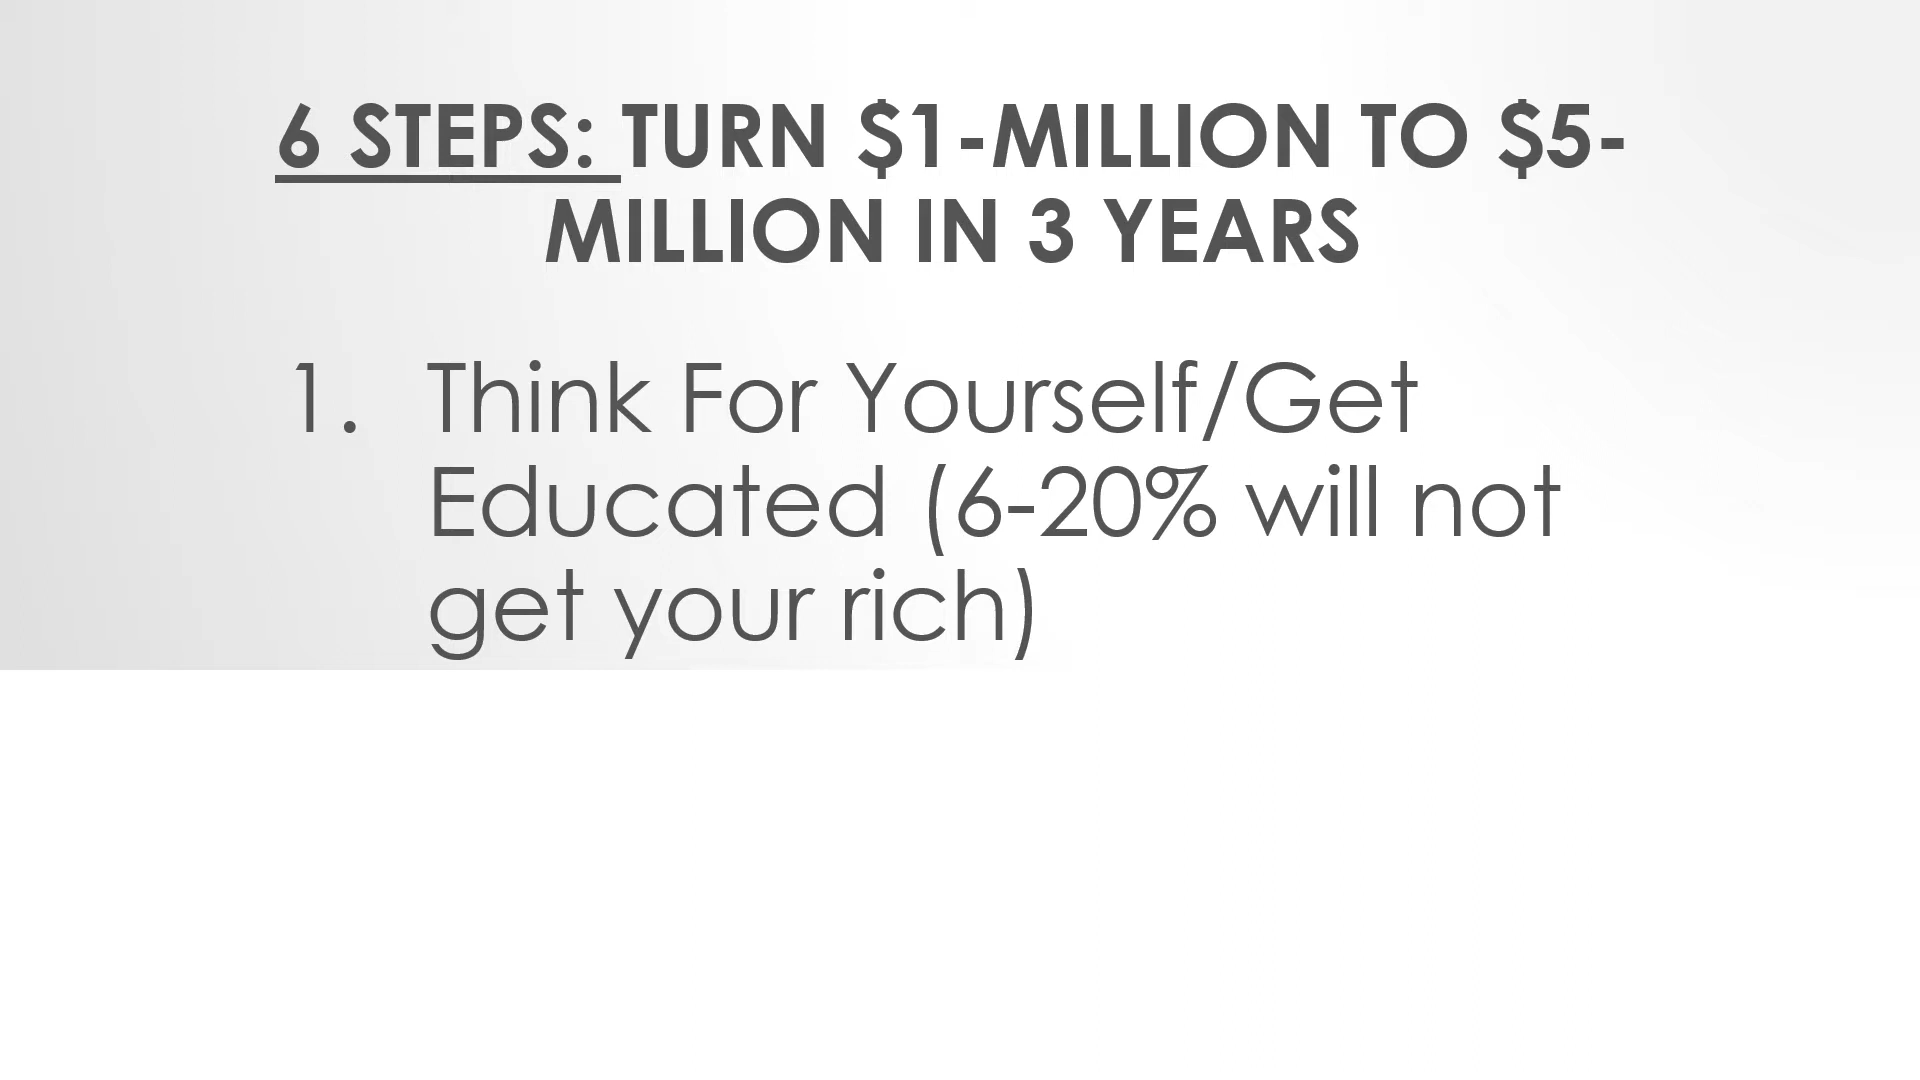 6 STEPS: TURN $1-MILLION TO $5-
MILLION IN 3 YEARS
1. Think For Yourself/Get
Educated (6-20% will not
get your rich)